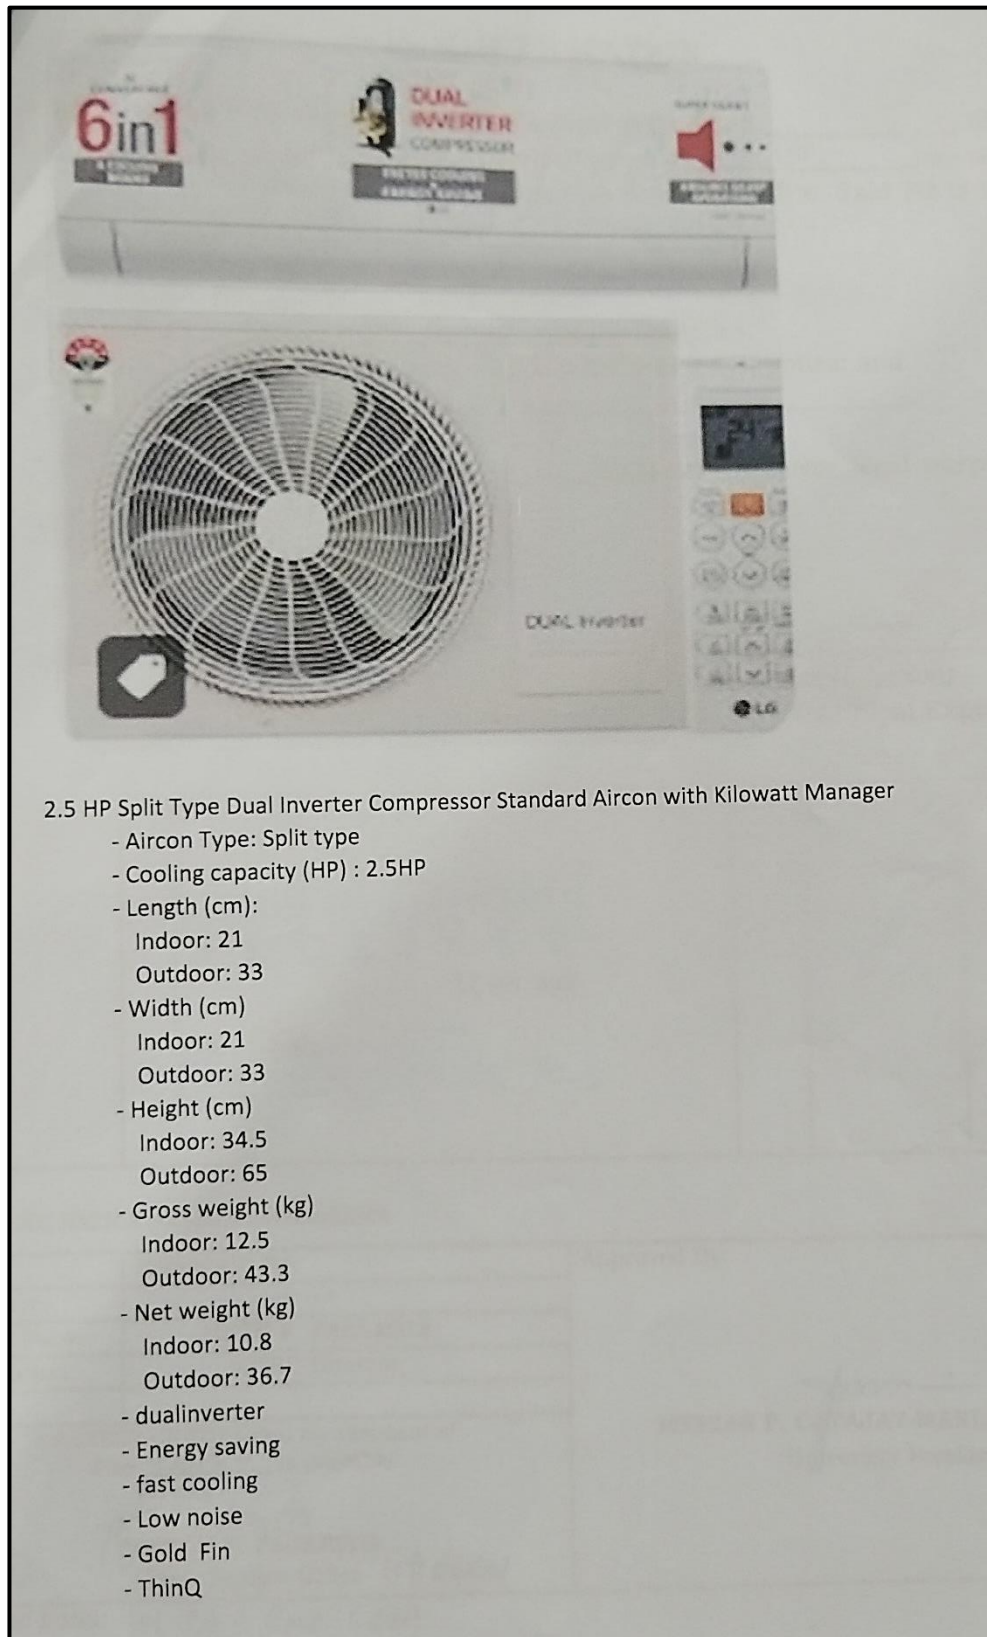 6in1
DUAL
INVERTER
COMPRESSOR
DUAL Inverter
LG
2.5 HP Split Type Dual Inverter Compressor Standard Aircon with Kilowatt Manager
- Aircon Type: Split type
- Cooling capacity (HP) : 2.5HP
- Length (cm):
Indoor: 21
Outdoor: 33
- Width (cm)
Indoor: 21
Outdoor: 33
- Height (cm)
Indoor: 34.5
Outdoor: 65
- Gross weight (kg)
Indoor: 12.5
Outdoor: 43.3
- Net weight (kg)
Indoor: 10.8
Outdoor: 36.7
- dualinverter
- Energy saving
- fast cooling
- Low noise
- Gold Fin
- ThinQ